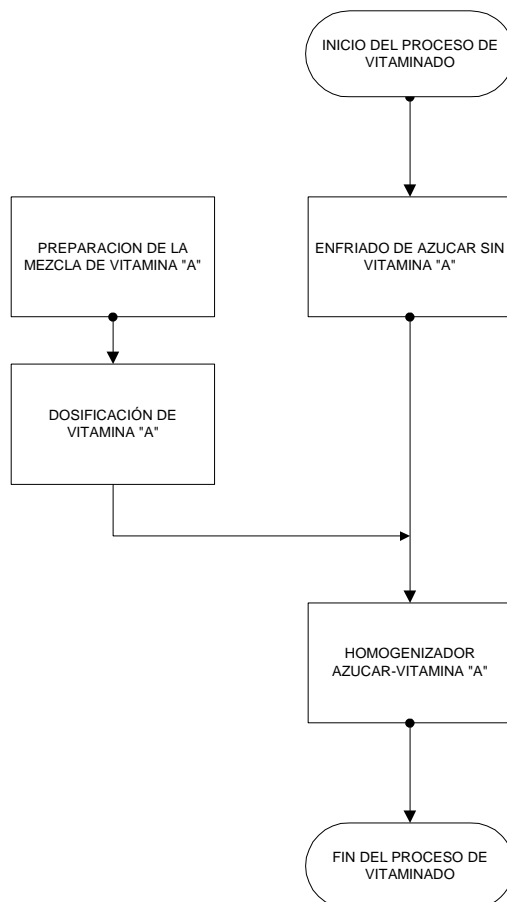 INICIO DEL PROCESO DE
VITAMINADO
PREPARACION DE LA
MEZCLA DE VITAMINA "A"
ENFRIADO DE AZUCAR SIN
VITAMINA "A"
DOSIFICACIÓN DE
VITAMINA "A"
HOMOGENIZADOR
AZUCAR-VITAMINA "A"
FIN DEL PROCESO DE
VITAMINADO